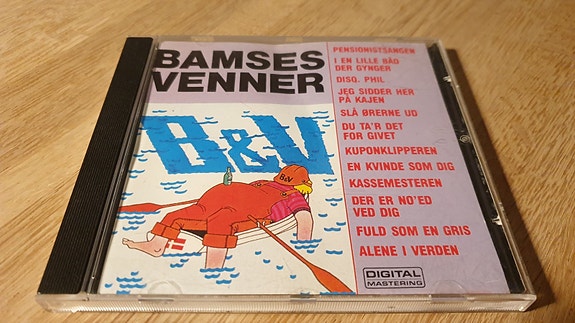 BAMSES
VENNER
B&V
B&V
PENSIONISTSANGEN
I EN LILLE BÅD
DER GYNGER
DISQ. PHIL
JEG SIDDER HER
PÅ KAJEN
SLÅ ØRERNE UD
DU TA'R DET
FOR GIVET
KUPONKLIPPEREN
EN KVINDE SOM DIG
KASSEMESTEREN
DER ER NO'ED
VED DIG
FULD SOM EN GRIS
ALENE I VERDEN
DIGITAL
MASTERING